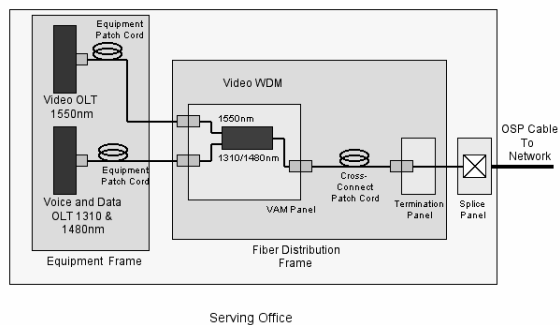 Equipment
Patch Cord
Video OLT
1550nm
Equipment
Patch Cord
Voice and Data
OLT 1310 &
1480nm
Equipment Frame
Video WDM
1550nm
1310/1480nm
VAM Panel
Cross-
Connect
Patch Cord
Termination
Panel
Fiber Distribution
Frame
Splice
Panel
OSP Cable
To
Network
Serving Office